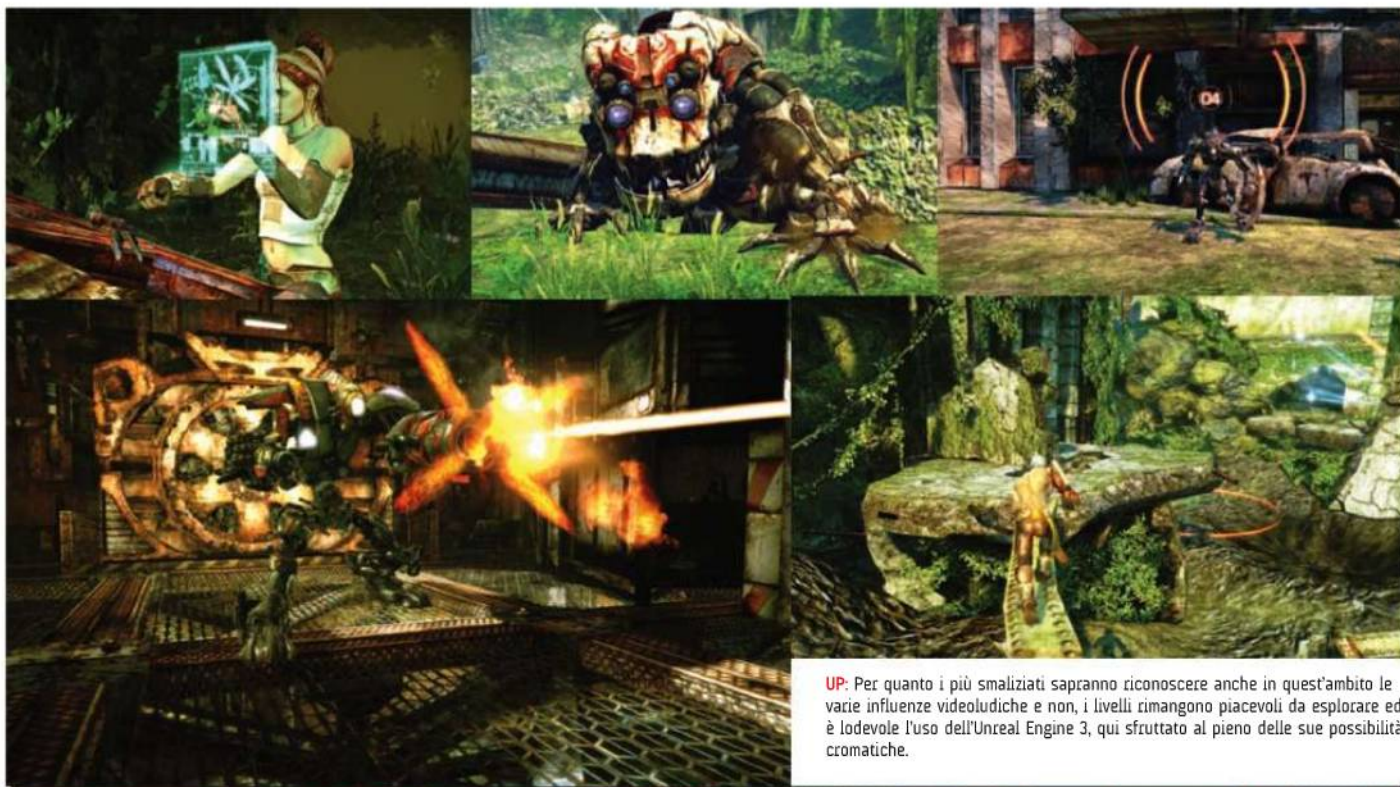 04
UP: Per quanto i più smaliziati sapranno riconoscere anche in quest'ambito le
varie influenze videoludiche e non, i livelli rimangono piacevoli da esplorare ed
è lodevole l'uso dell'Unreal Engine 3, qui sfruttato al pieno delle sue possibilità
cromatiche.